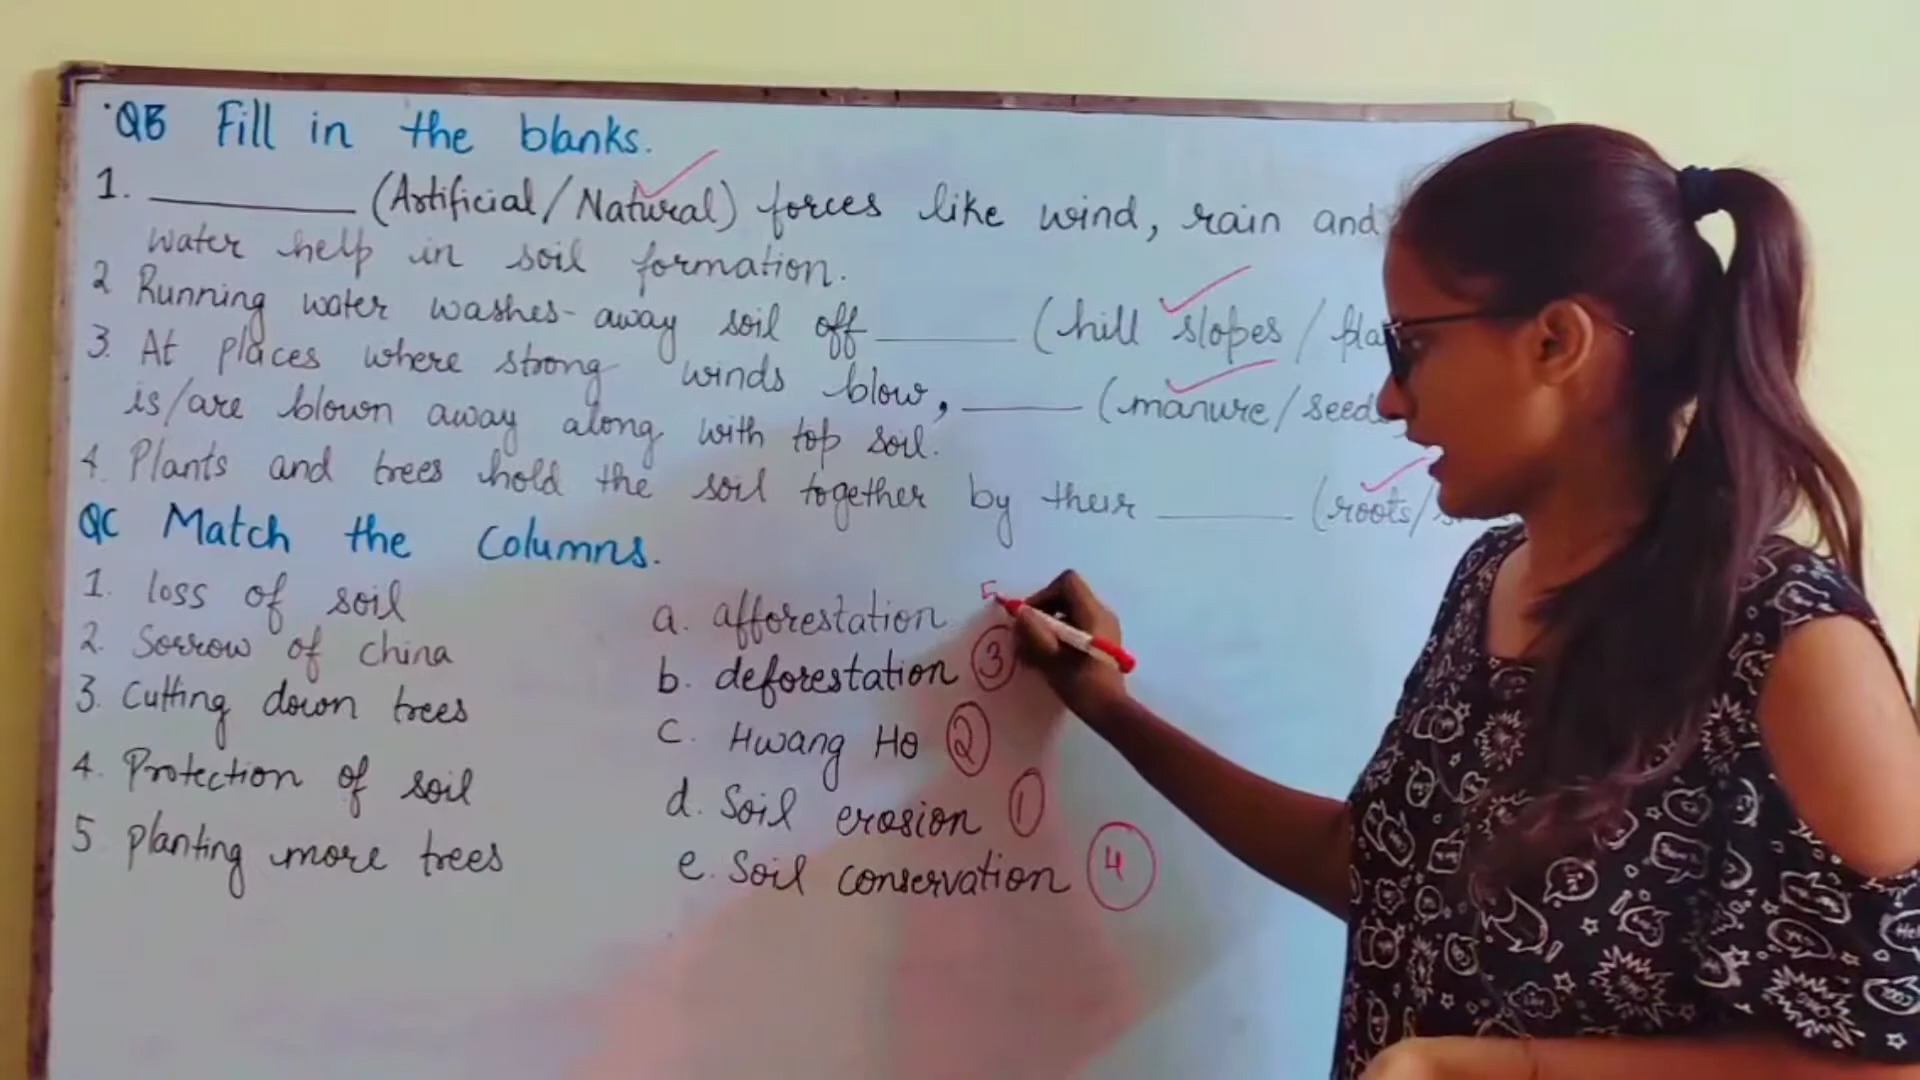 QB Fill in the blanks.
1. ________ (Artificial/Natural) forces like wind, rain and
water help in soil formation.
2 Running water washes-away soil off ______ (hill slopes/
3. At places where strong winds blow, ______ (manure/seed
is/are blown away along with top soil.
4. Plants and trees hold the soil together by their ______ (roots/
QC Match the Columns.
1. loss of soil a. afforestation 5
2. Sorrow of china b. deforestation 3
3. Cutting down trees c. Hwang Ho 2
4. Protection of soil d. Soil erosion 1
5. planting more trees e. Soil conservation 4